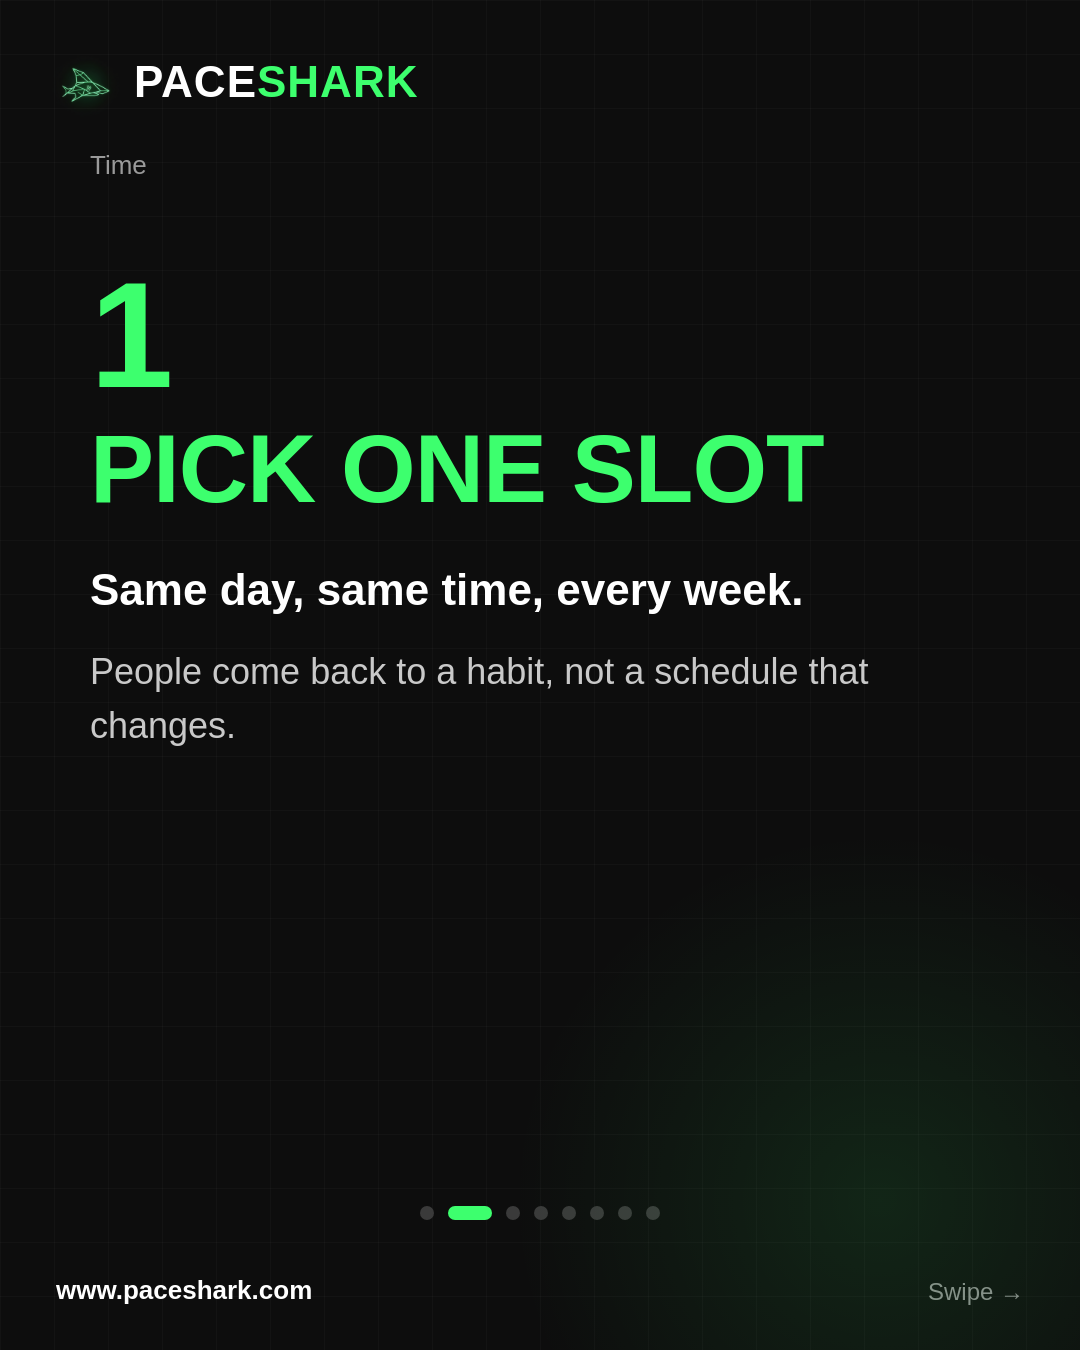 PACESHARK
Time
1
PICK ONE SLOT
Same day, same time, every week.
People come back to a habit, not a schedule that
changes.
www.paceshark.com
Swipe →